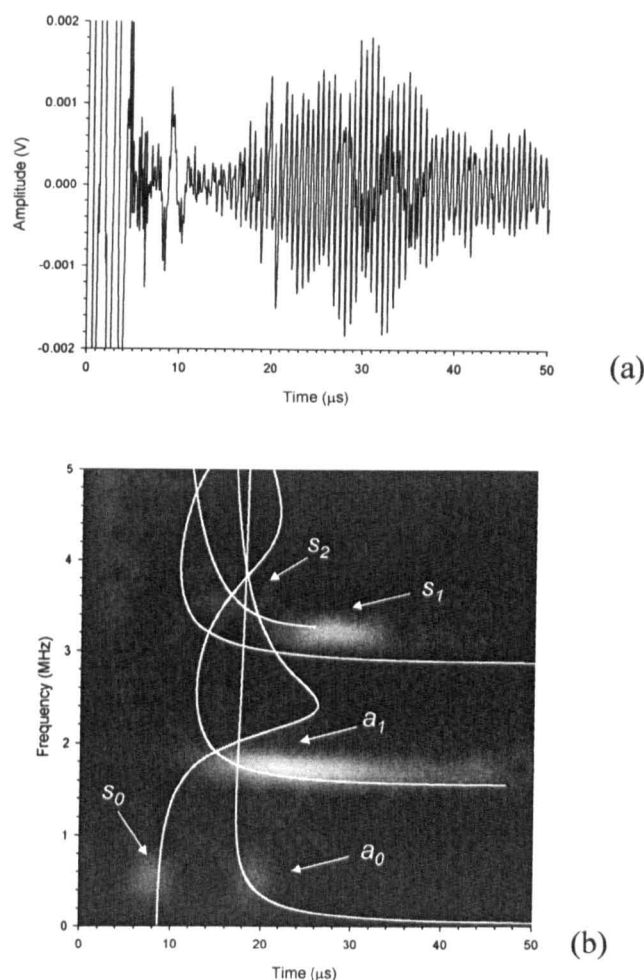 0.002
0.001
0.000
-0.001
-0.002
Amplitude (V)
0 10 20 30 40 50
Time (μs)
(a)
5
4
3
2
1
0
Frequency (MHz)
s2
s1
a1
s0
a0
0 10 20 30 40 50
Time (μs)
(b)